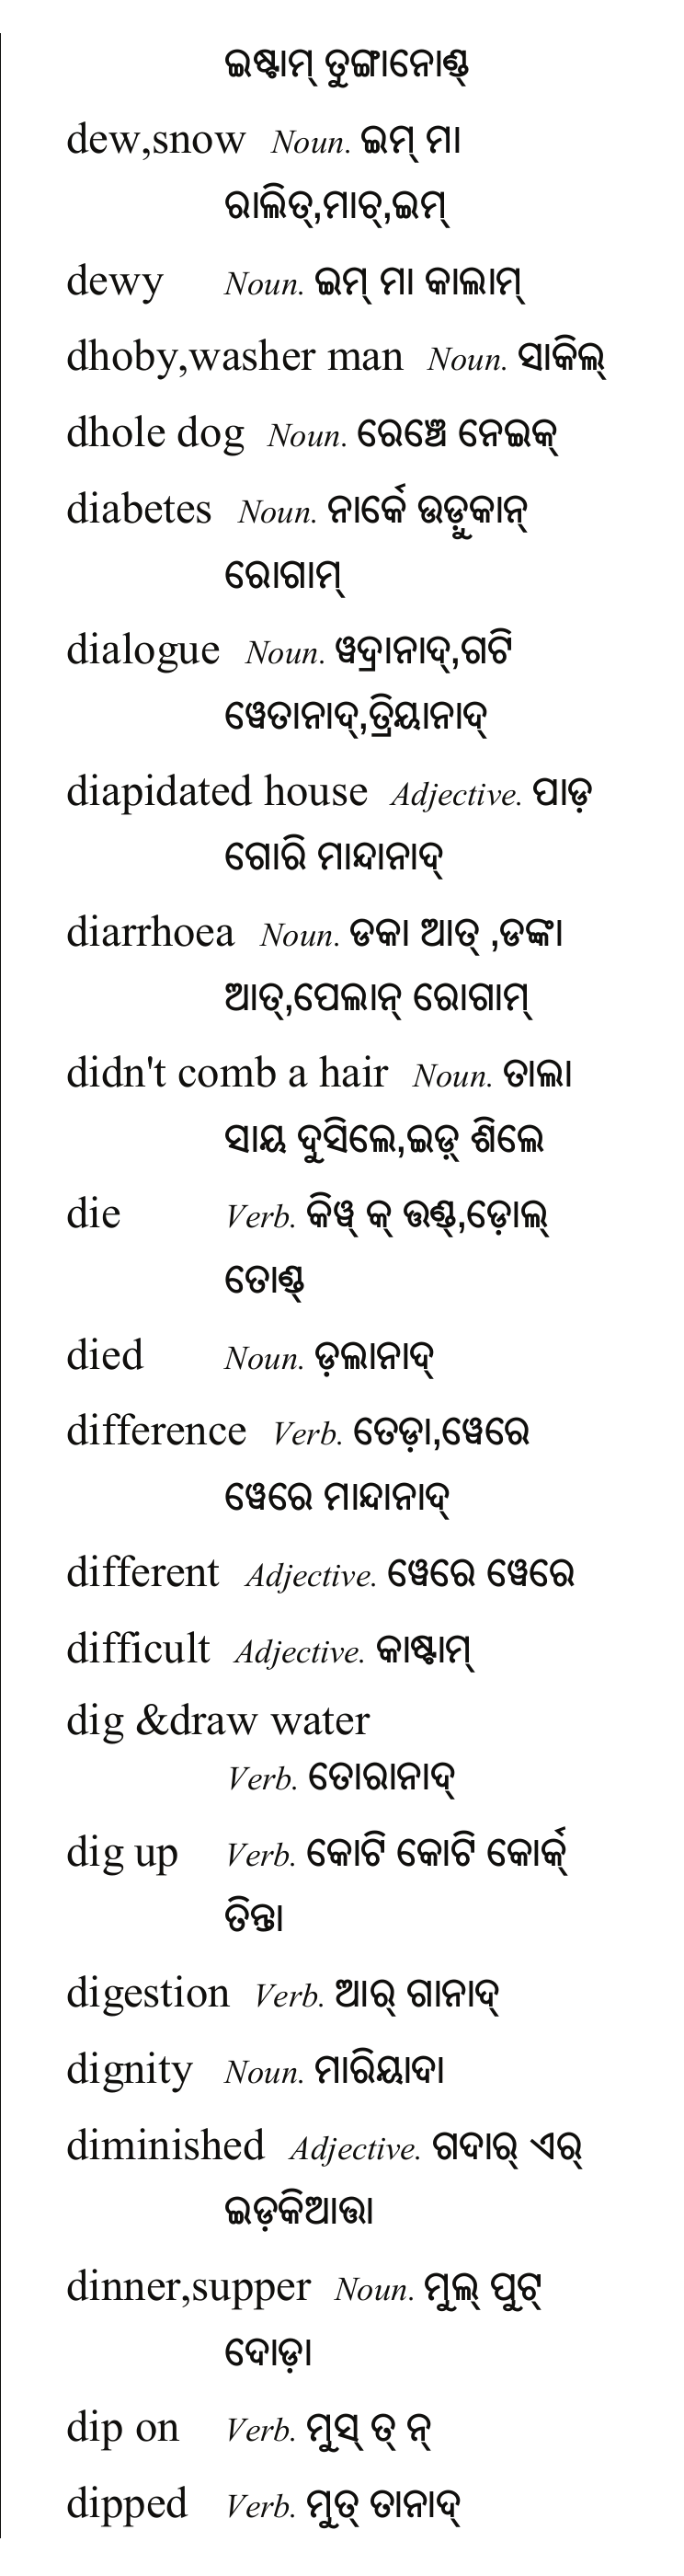 ଇଷ୍ଟାମ୍ ତୁଙ୍ଗାନୋଣ୍ଡ୍
dew,snow Noun. ଇମ୍ ମା
ରାଲିତ୍,ମାଚ୍,ଇମ୍
dewy Noun. ଇମ୍ ମା କାଲାମ୍
dhoby,washer man Noun. ସାକିଲ୍
dhole dog Noun. ରେଞ୍ଚେ ନେଇକ୍
diabetes Noun. ନାର୍କେ ଉଡ଼ୁକାନ୍
ରୋଗାମ୍
dialogue Noun. ୱଦ୍ରାନାଦ୍,ଗଟି
ୱେତାନାଦ୍,ତ୍ରିୟାନାଦ୍
diapidated house Adjective. ପାଡ଼
ଗୋରି ମାନ୍ଦାନାଦ୍
diarrhoea Noun. ଡକା ଆତ୍ ,ଡଙ୍କା
ଆତ୍,ପେଲାନ୍ ରୋଗାମ୍
didn't comb a hair Noun. ତାଲା
ସାୟ ଦୁସିଲେ,ଇଡ଼୍ ଶିଲେ
die Verb. କିୱ୍ କ୍ ଉଣ୍ଡ୍,ଡ଼ୋଲ୍
ତୋଣ୍ଡ୍
died Noun. ଡ଼ଲାନାଦ୍
difference Verb. ତେଡ଼ା,ୱେରେ
ୱେରେ ମାନ୍ଦାନାଦ୍
different Adjective. ୱେରେ ୱେରେ
difficult Adjective. କାଷ୍ଟାମ୍
dig &draw water
Verb. ତୋରାନାଦ୍
dig up Verb. କୋଟି କୋଟି କୋର୍କ୍
ତିନ୍ତା
digestion Verb. ଆର୍ ଗାନାଦ୍
dignity Noun. ମାରିୟାଦା
diminished Adjective. ଗଦାର୍ ଏର୍
ଇଡ଼କିଆତ୍ତା
dinner,supper Noun. ମୁଲ୍ ପୁଟ୍
ଦୋଡ଼ା
dip on Verb. ମୁସ୍ ତ୍ ନ୍
dipped Verb. ମୁତ୍ ତାନାଦ୍